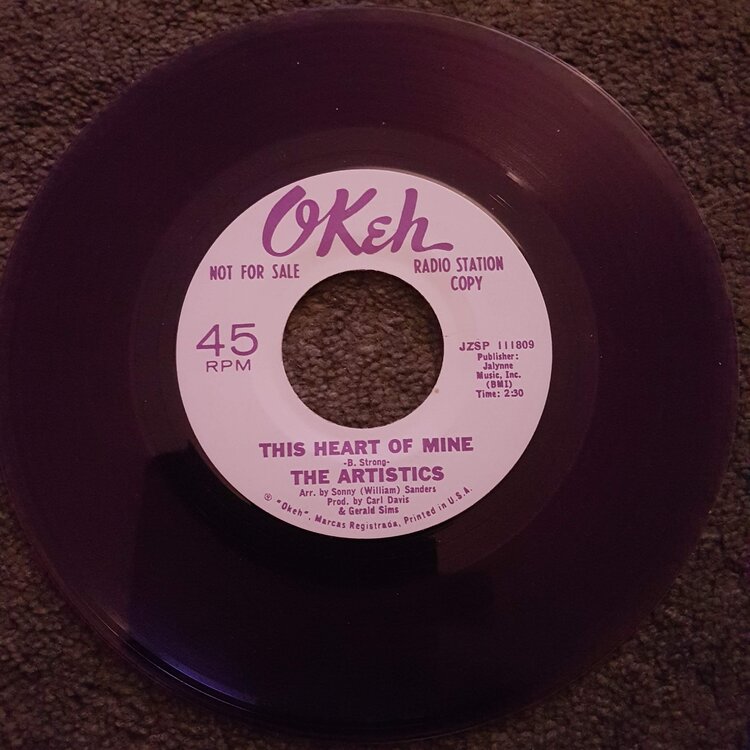 OKeh
NOT FOR SALE
RADIO STATION
COPY
45
RPM
JZSP 111809
Publisher:
Jalynne
Music, Inc.
(BMI)
Time: 2:30
THIS HEART OF MINE
-B. Strong-
THE ARTISTICS
Arr. by Sonny (William) Sanders
Prod. by Carl Davis
& Gerald Sims
℗ "Okeh", Marcas Registrada, Printed in U.S.A.